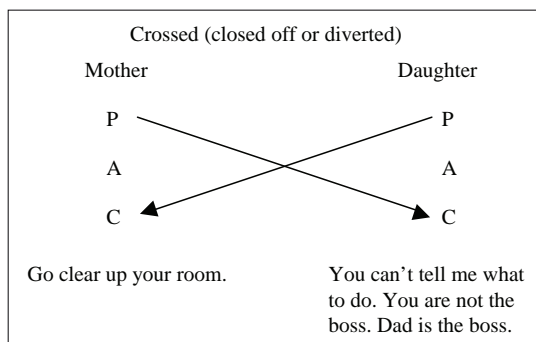 Crossed (closed off or diverted)
Mother Daughter
P P
A A
C C
Go clear up your room.
You can’t tell me what
to do. You are not the
boss. Dad is the boss.